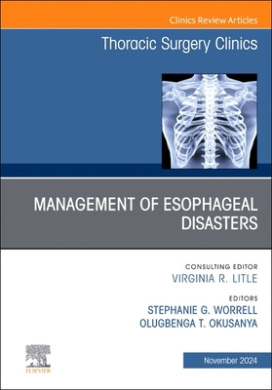 Clinics Review Articles
Thoracic Surgery Clinics
MANAGEMENT OF ESOPHAGEAL
DISASTERS
CONSULTING EDITOR
VIRGINIA R. LITLE
EDITORS
STEPHANIE G. WORRELL
OLUGBENGA T. OKUSANYA
ELSEVIER
November 2024